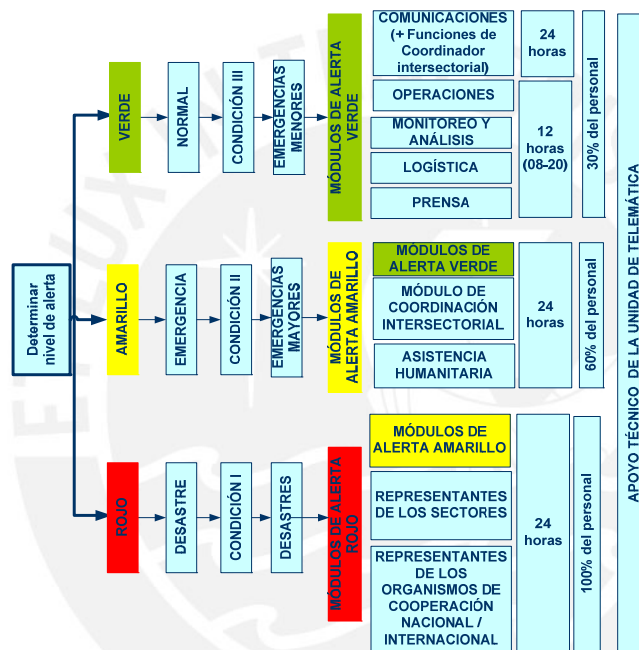 Determinar
nivel de alerta
VERDE
NORMAL
CONDICIÓN III
EMERGENCIAS
MENORES
MÓDULOS DE ALERTA
VERDE
COMUNICACIONES
(+ Funciones de
Coordinador
intersectorial)
24
horas
OPERACIONES
MONITOREO Y
ANÁLISIS
LOGÍSTICA
PRENSA
12
horas
(08-20)
30% del personal
AMARILLO
EMERGENCIA
CONDICIÓN II
EMERGENCIAS
MAYORES
MÓDULOS DE
ALERTA AMARILLO
MÓDULOS DE
ALERTA VERDE
MÓDULO DE
COORDINACIÓN
INTERSECTORIAL
ASISTENCIA
HUMANITARIA
24
horas
60% del personal
ROJO
DESASTRE
CONDICIÓN I
DESASTRES
MÓDULOS DE ALERTA
ROJO
MÓDULOS DE
ALERTA AMARILLO
REPRESENTANTES
DE LOS SECTORES
REPRESENTANTES
DE LOS
ORGANISMOS DE
COOPERACIÓN
NACIONAL /
INTERNACIONAL
24
horas
100% del personal
APOYO TÉCNICO DE LA UNIDAD DE TELEMÁTICA